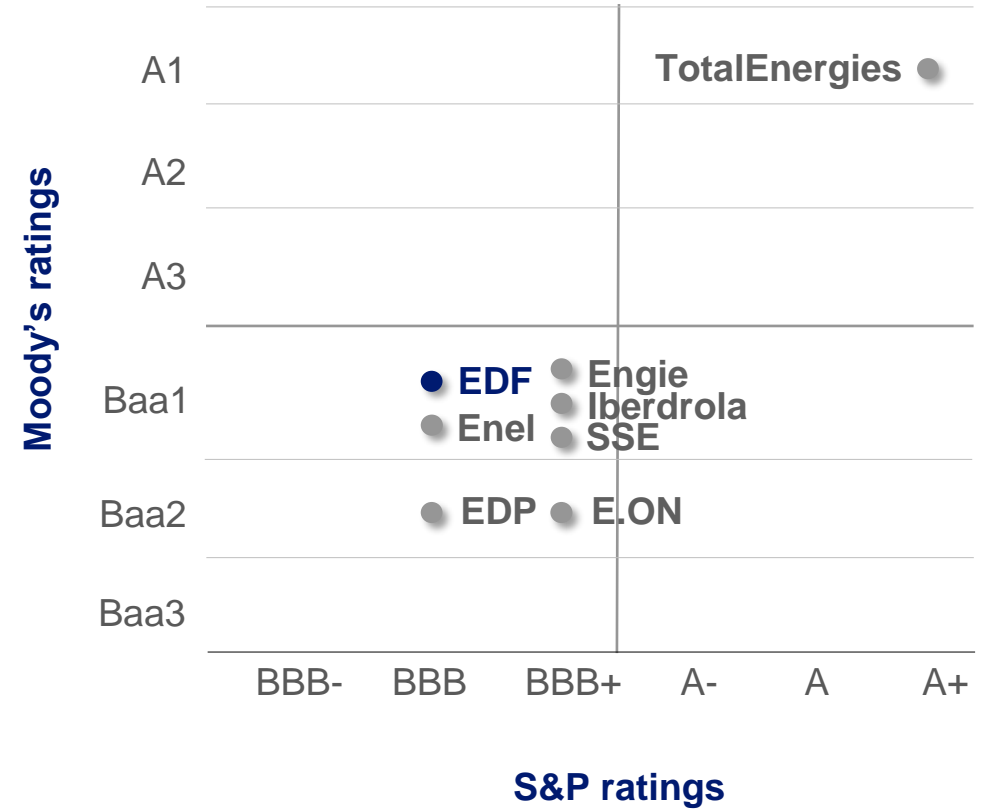 A1
TotalEnergies
A2
A3
Moody’s ratings
Baa1
EDF
Engie
Iberdrola
Enel
SSE
Baa2
EDP
E.ON
Baa3
BBB-
BBB
BBB+
A-
A
A+
S&P ratings